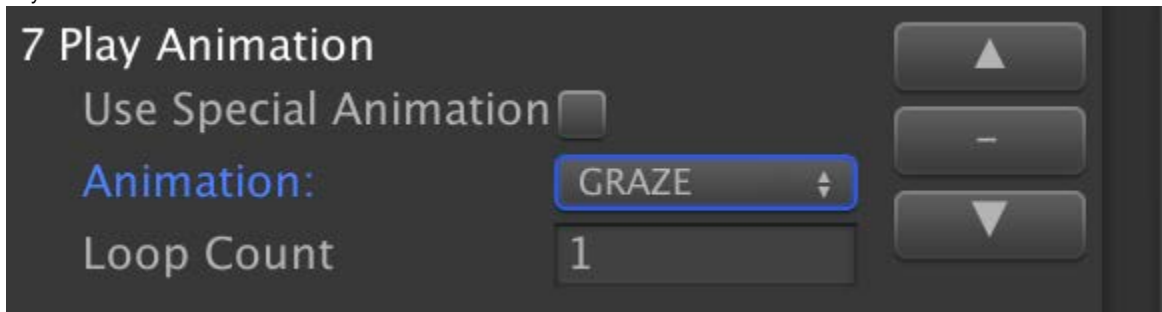 7 Play Animation
▲
Use Special Animation
-
Animation: GRAZE
▼
Loop Count 1